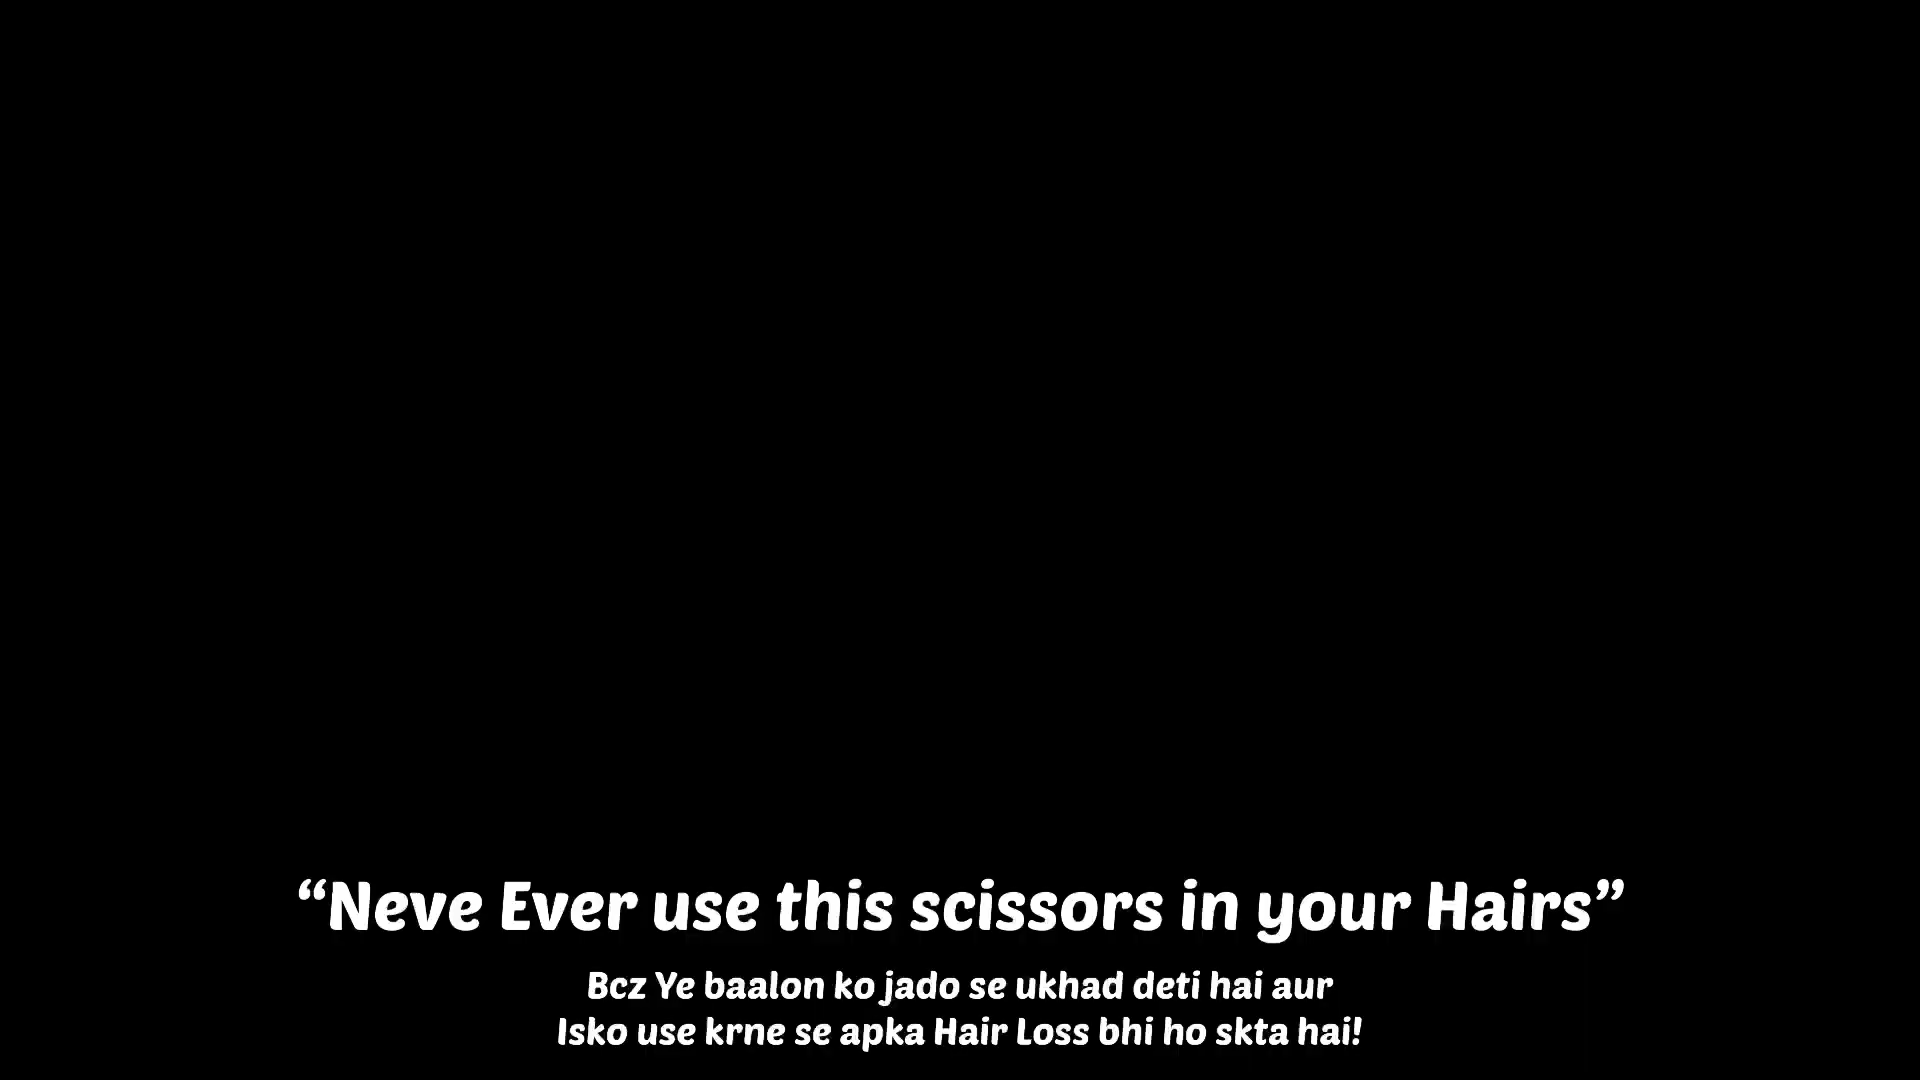 “Neve Ever use this scissors in your Hairs”
Bcz Ye baalon ko jado se ukhad deti hai aur
Isko use krne se apka Hair Loss bhi ho skta hai!